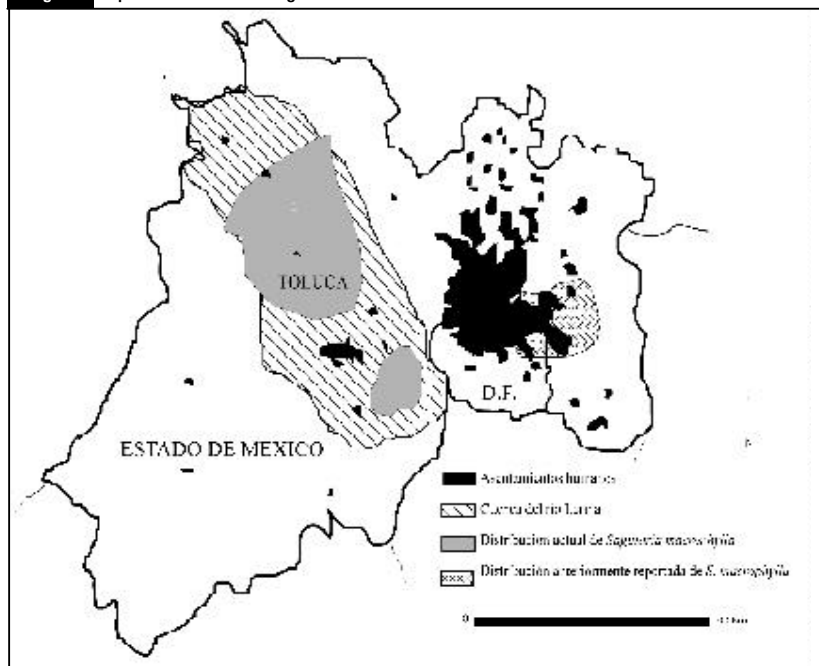 TOLUCA
D.F.
ESTADO DE MEXICO
Asentamientos humanos
Cuenca del río Lerma
Distribución actual de Sagittaria macrophylla
Distribución anteriormente reportada de S. macrophylla
0